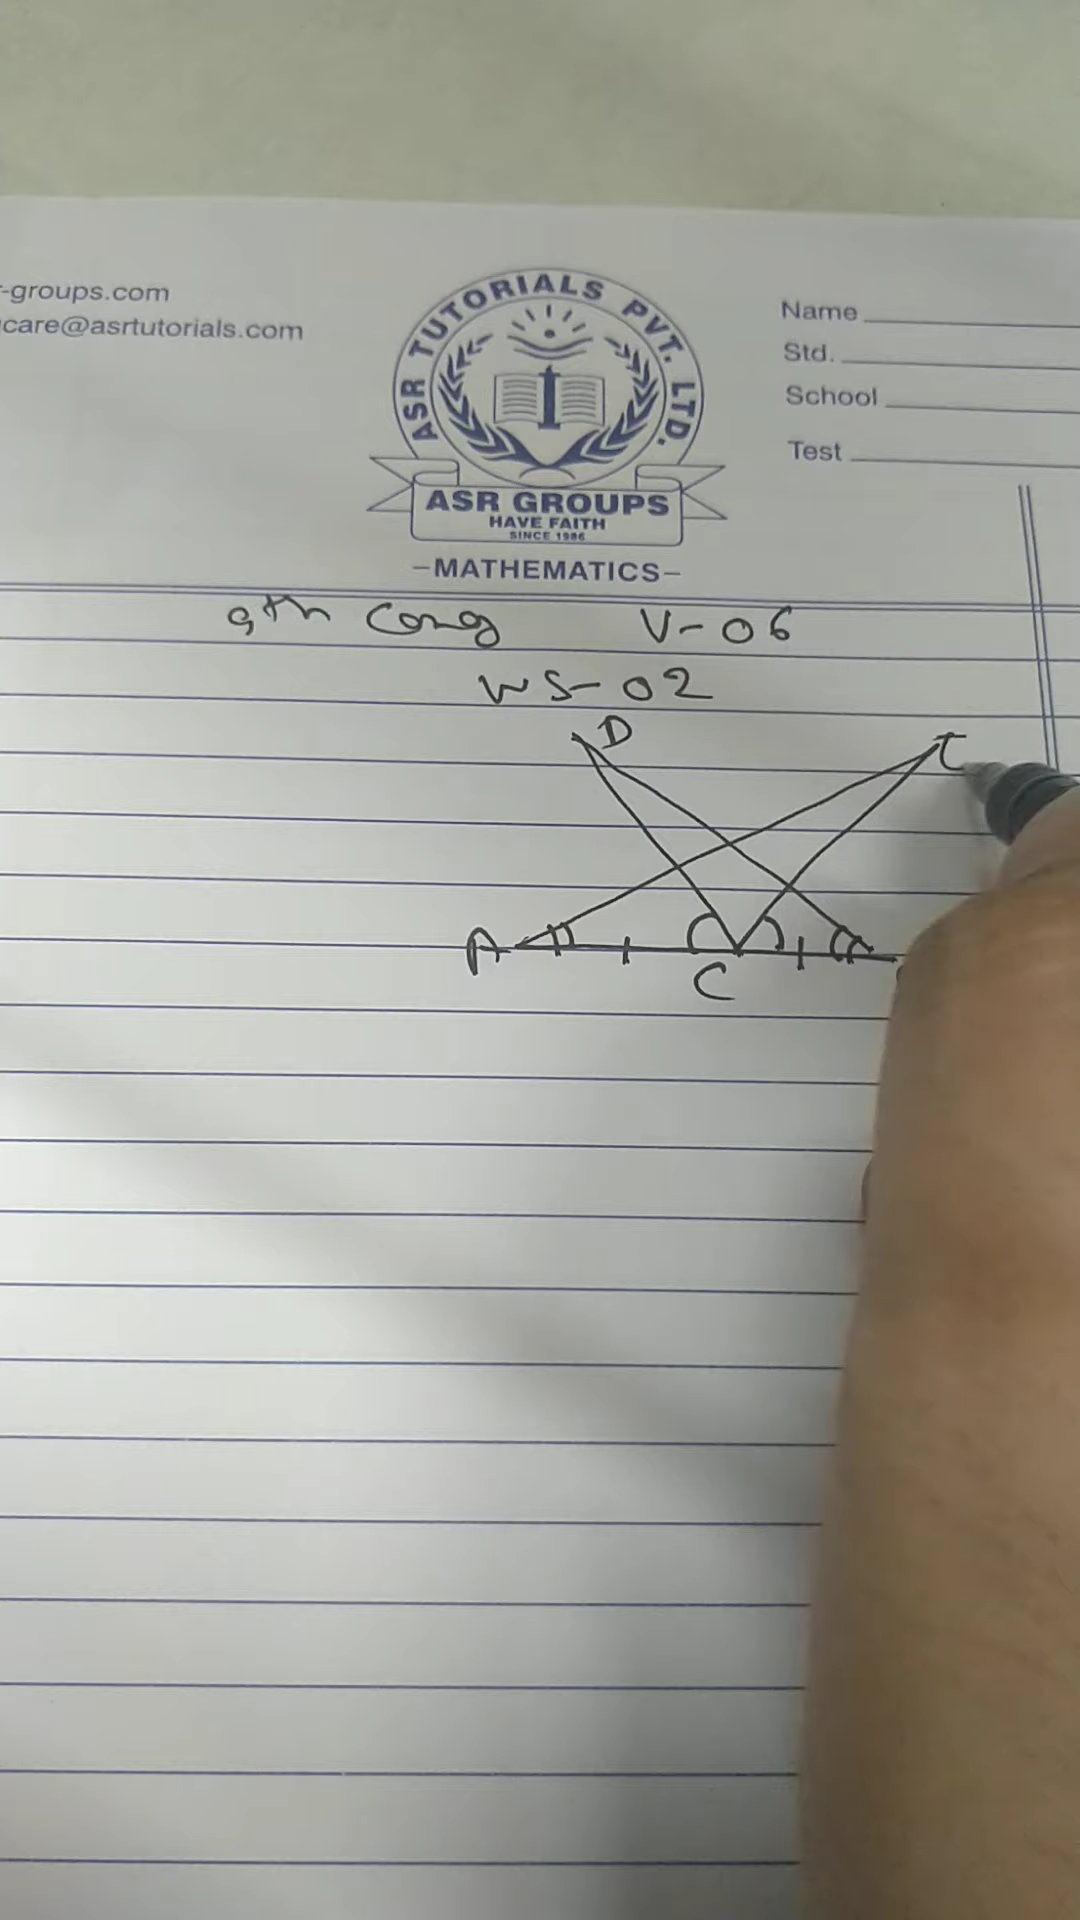 -groups.com
care@asrtutorials.com
ASR TUTORIALS PVT. LTD.
ASR GROUPS
HAVE FAITH
SINCE 1986
-MATHEMATICS-
Name
Std.
School
Test
9th Cong V-06
WS-02
D
A
C